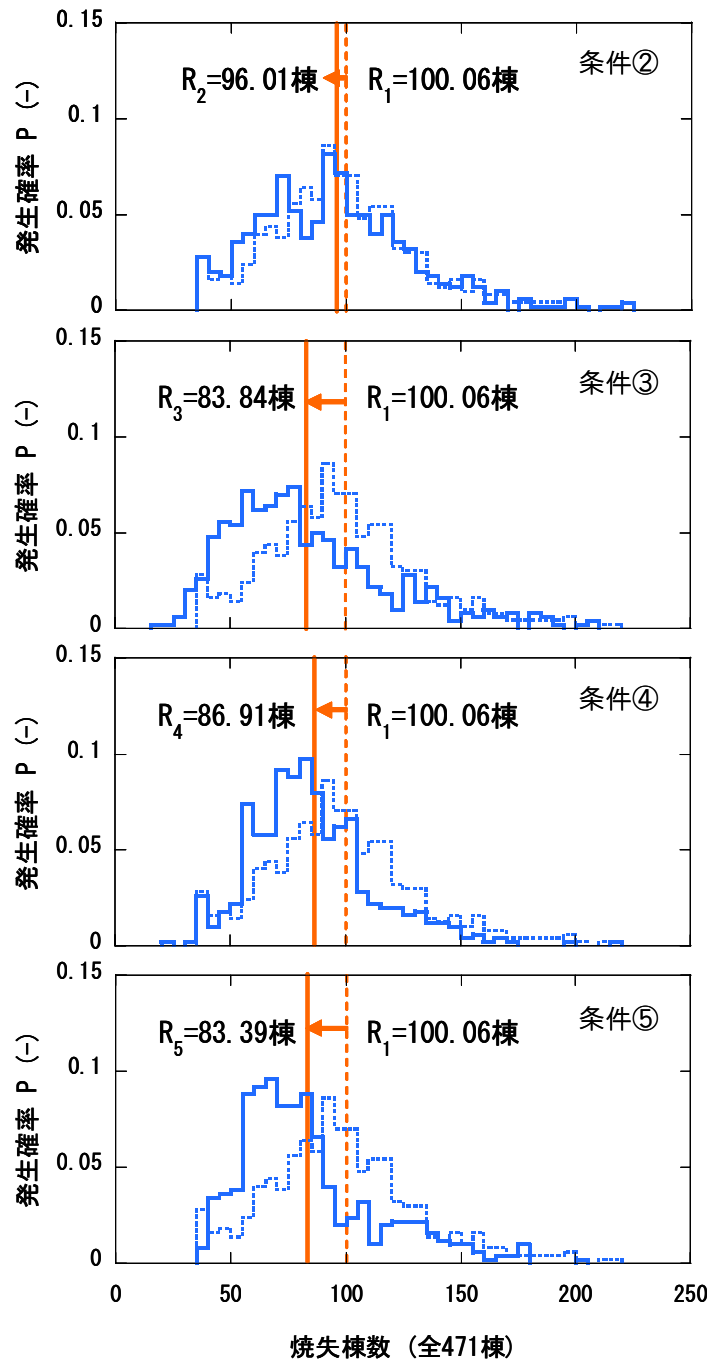 0.15
条件②
R2=96.01棟
R1=100.06棟
0.1
0.05
0
発生確率 P (-)
0.15
条件③
R3=83.84棟
R1=100.06棟
0.1
0.05
0
発生確率 P (-)
0.15
条件④
R4=86.91棟
R1=100.06棟
0.1
0.05
0
発生確率 P (-)
0.15
条件⑤
R5=83.39棟
R1=100.06棟
0.1
0.05
0
発生確率 P (-)
0 50 100 150 200 250
焼失棟数 (全471棟)